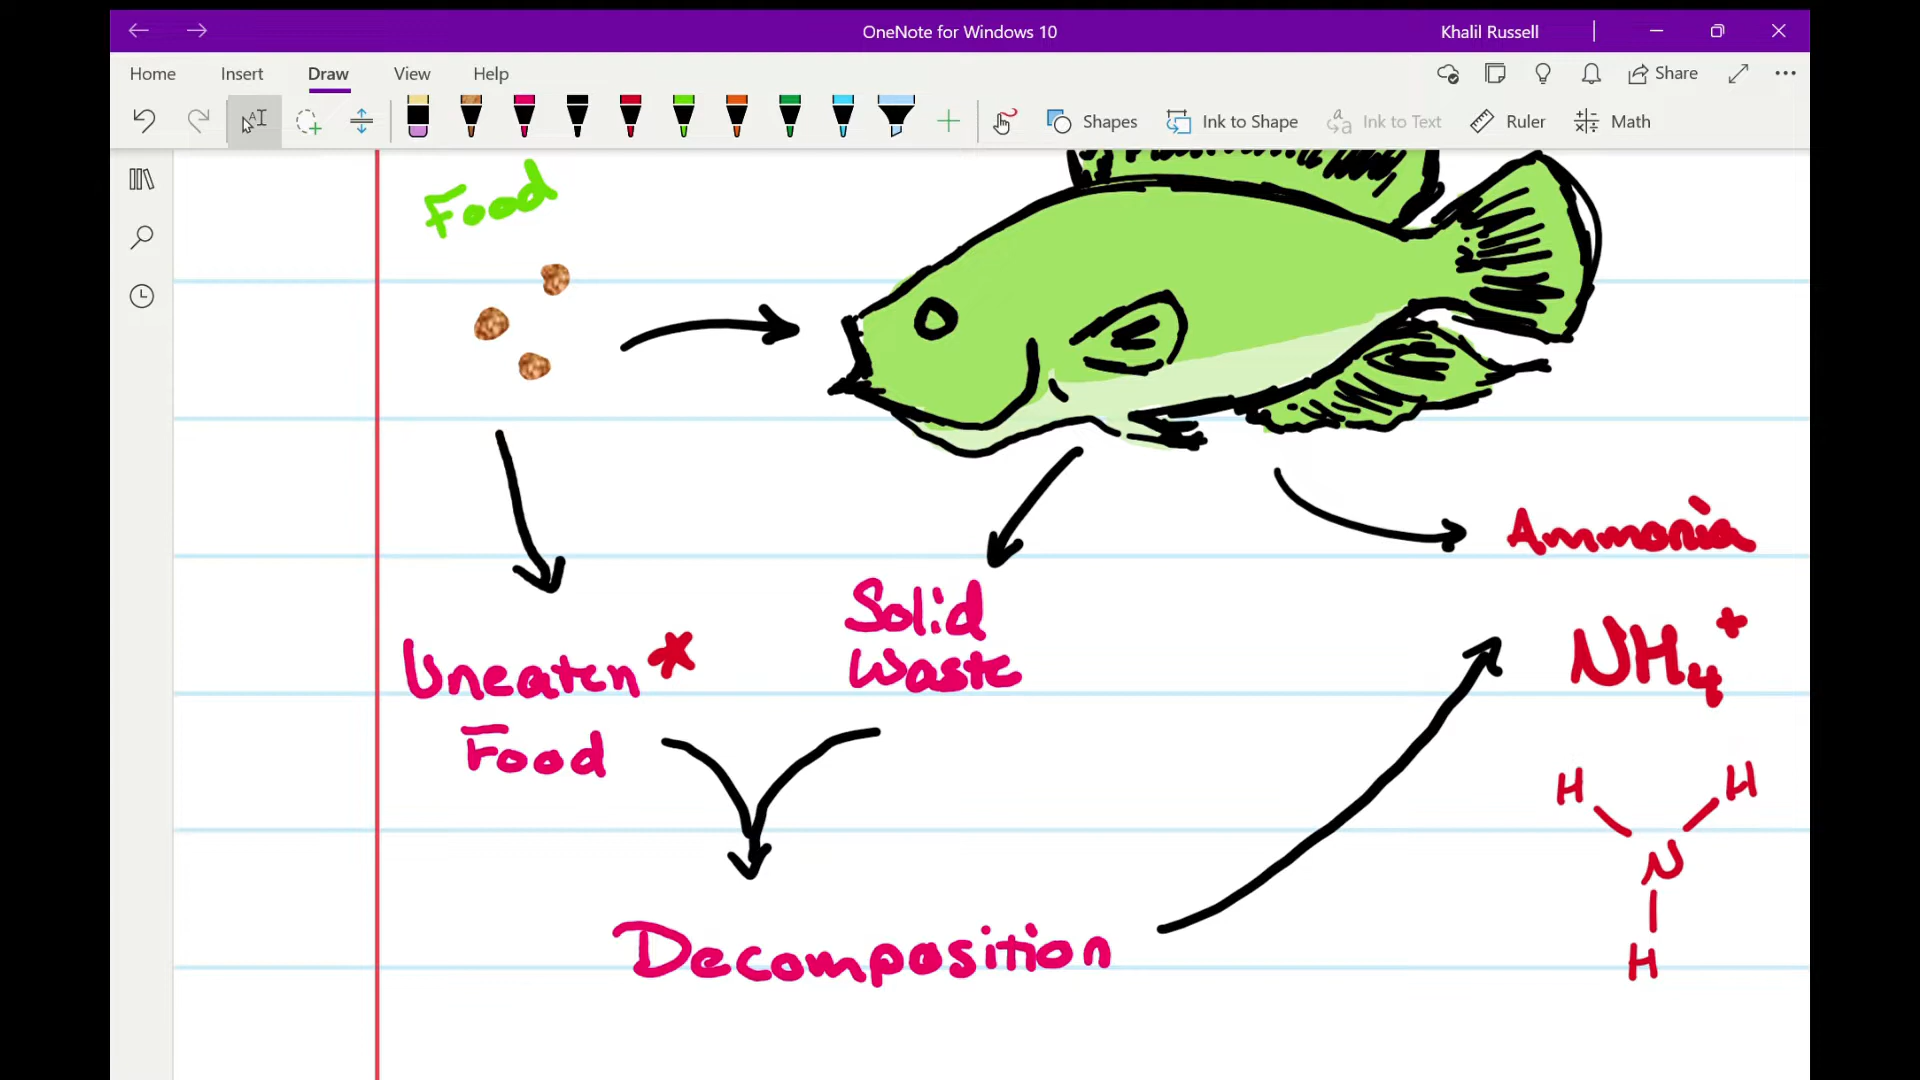 OneNote for Windows 10
Khalil Russell
Home Insert Draw View Help
Share
Shapes Ink to Shape Ink to Text Ruler Math
Food
Ammonia
Solid
Waste
NH4+
Uneaten*
Food
H H
N
H
Decomposition